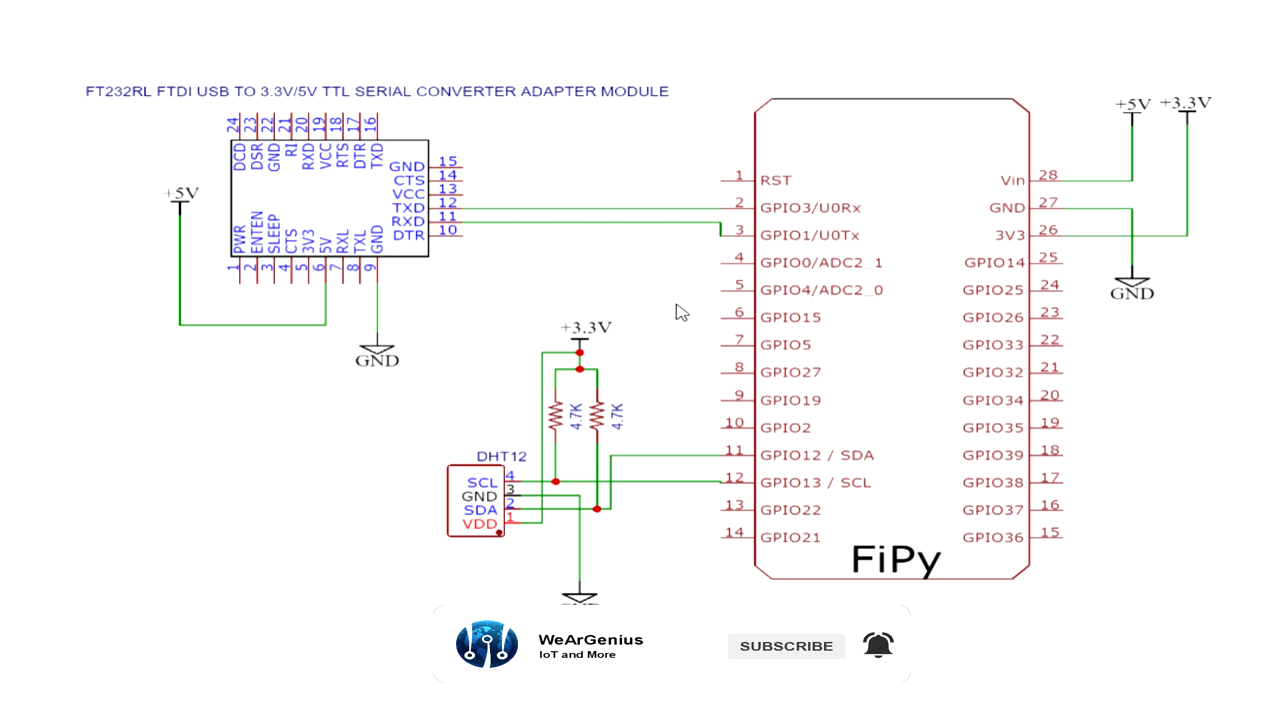 FT232RL FTDI USB TO 3.3V/5V TTL SERIAL CONVERTER ADAPTER MODULE
24 23 22 21 20 19 18 17 16
DCD DSR GND RI RXD VCC RTS DTR TXD
GND 15
CTS 14
VCC 13
TXD 12
RXD 11
DTR 10
PWR ENTEN SLEEP CTS 3V3 5V RXL TXL GND
1 2 3 4 5 6 7 8 9
+5V
GND
+5V +3.3V
1 RST
2 GPIO3/U0Rx
3 GPIO1/U0Tx
4 GPIO0/ADC2_1
5 GPIO4/ADC2_0
6 GPIO15
7 GPIO5
8 GPIO27
9 GPIO19
10 GPIO2
11 GPIO12 / SDA
12 GPIO13 / SCL
13 GPIO22
14 GPIO21
Vin 28
GND 27
3V3 26
GPIO14 25
GPIO25 24
GPIO26 23
GPIO33 22
GPIO32 21
GPIO34 20
GPIO35 19
GPIO39 18
GPIO38 17
GPIO37 16
GPIO36 15
FiPy
GND
+3.3V
4.7K 4.7K
DHT12
SCL 4
GND 3
SDA 2
VDD 1
WeArGenius
IoT and More
SUBSCRIBE